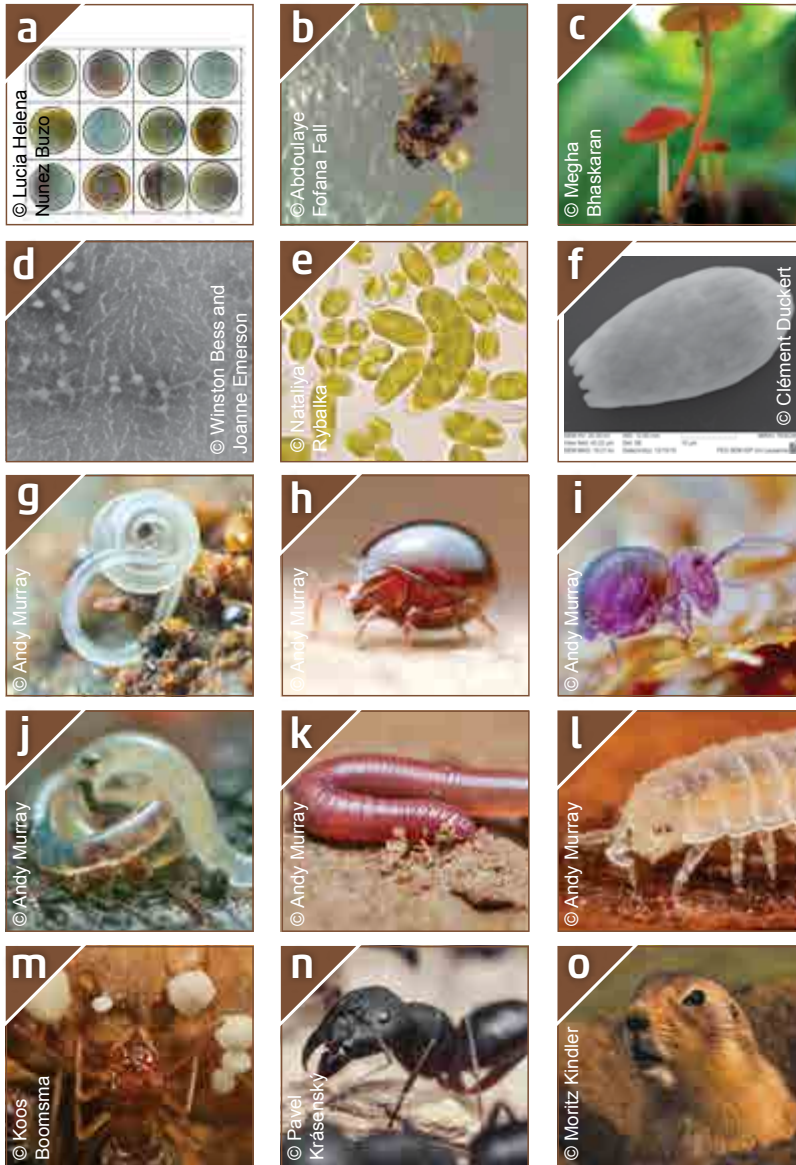 a
© Lucia Helena
Nunez Buzo
b
© Abdoulaye
Fofana Fall
c
© Megha
Bhaskaran
d
© Winston Bess and
Joanne Emerson
e
© Nataliya
Rybalka
f
© Clément Duckert
g
© Andy Murray
h
© Andy Murray
i
© Andy Murray
j
© Andy Murray
k
© Andy Murray
l
© Andy Murray
m
© Koos
Boomsma
n
© Pavel
Krásenský
o
© Moritz Kindler